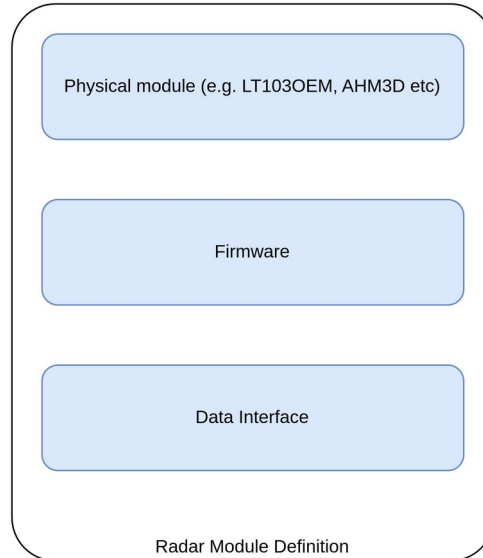 Physical module (e.g. LT103OEM, AHM3D etc)
Firmware
Data Interface
Radar Module Definition